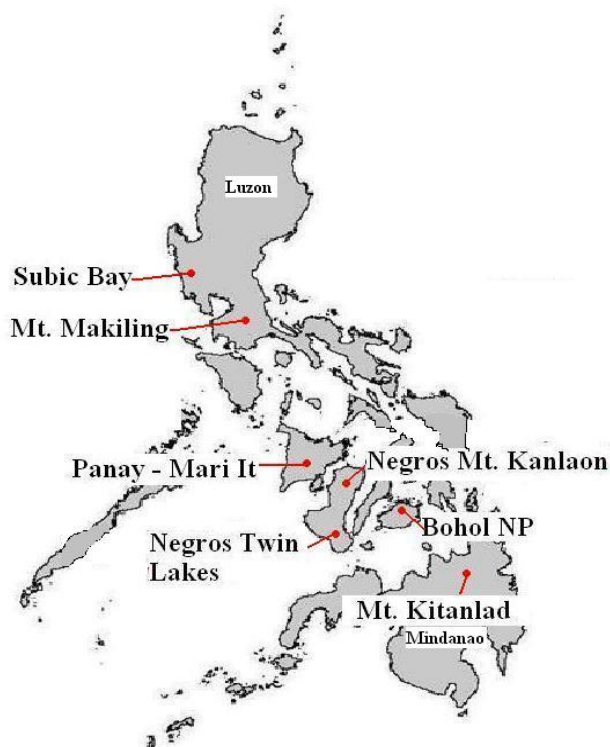 Luzon
Subic Bay
Mt. Makiling
Panay - Mari It
Negros Mt. Kanlaon
Bohol NP
Negros Twin
Lakes
Mt. Kitanlad
Mindanao